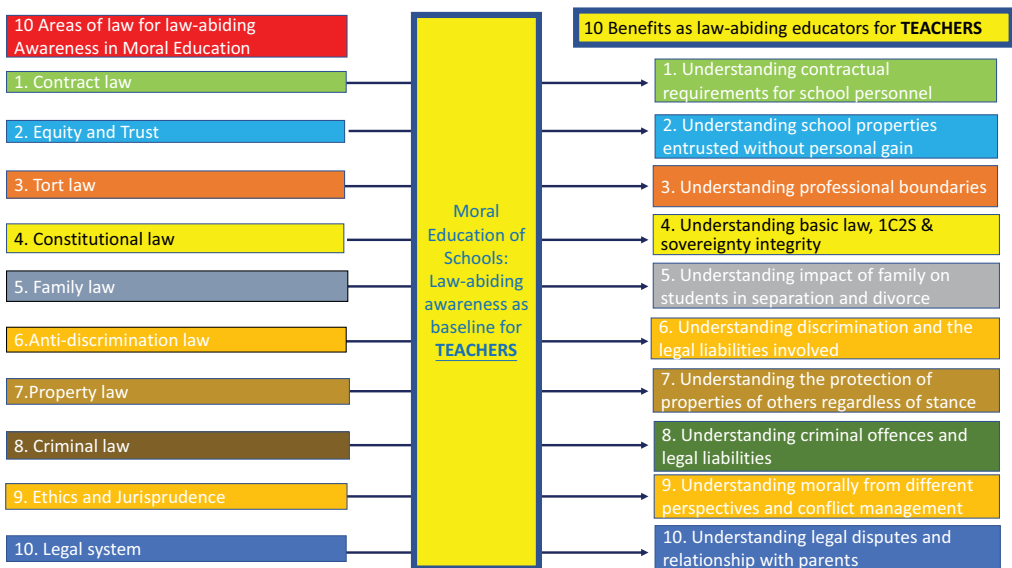 10 Areas of law for law-abiding
Awareness in Moral Education
1. Contract law
2. Equity and Trust
3. Tort law
4. Constitutional law
5. Family law
6.Anti-discrimination law
7.Property law
8. Criminal law
9. Ethics and Jurisprudence
10. Legal system
Moral
Education of
Schools:
Law-abiding
awareness as
baseline for
TEACHERS
10 Benefits as law-abiding educators for TEACHERS
1. Understanding contractual
requirements for school personnel
2. Understanding school properties
entrusted without personal gain
3. Understanding professional boundaries
4. Understanding basic law, 1C2S &
sovereignty integrity
5. Understanding impact of family on
students in separation and divorce
6. Understanding discrimination and the
legal liabilities involved
7. Understanding the protection of
properties of others regardless of stance
8. Understanding criminal offences and
legal liabilities
9. Understanding morally from different
perspectives and conflict management
10. Understanding legal disputes and
relationship with parents